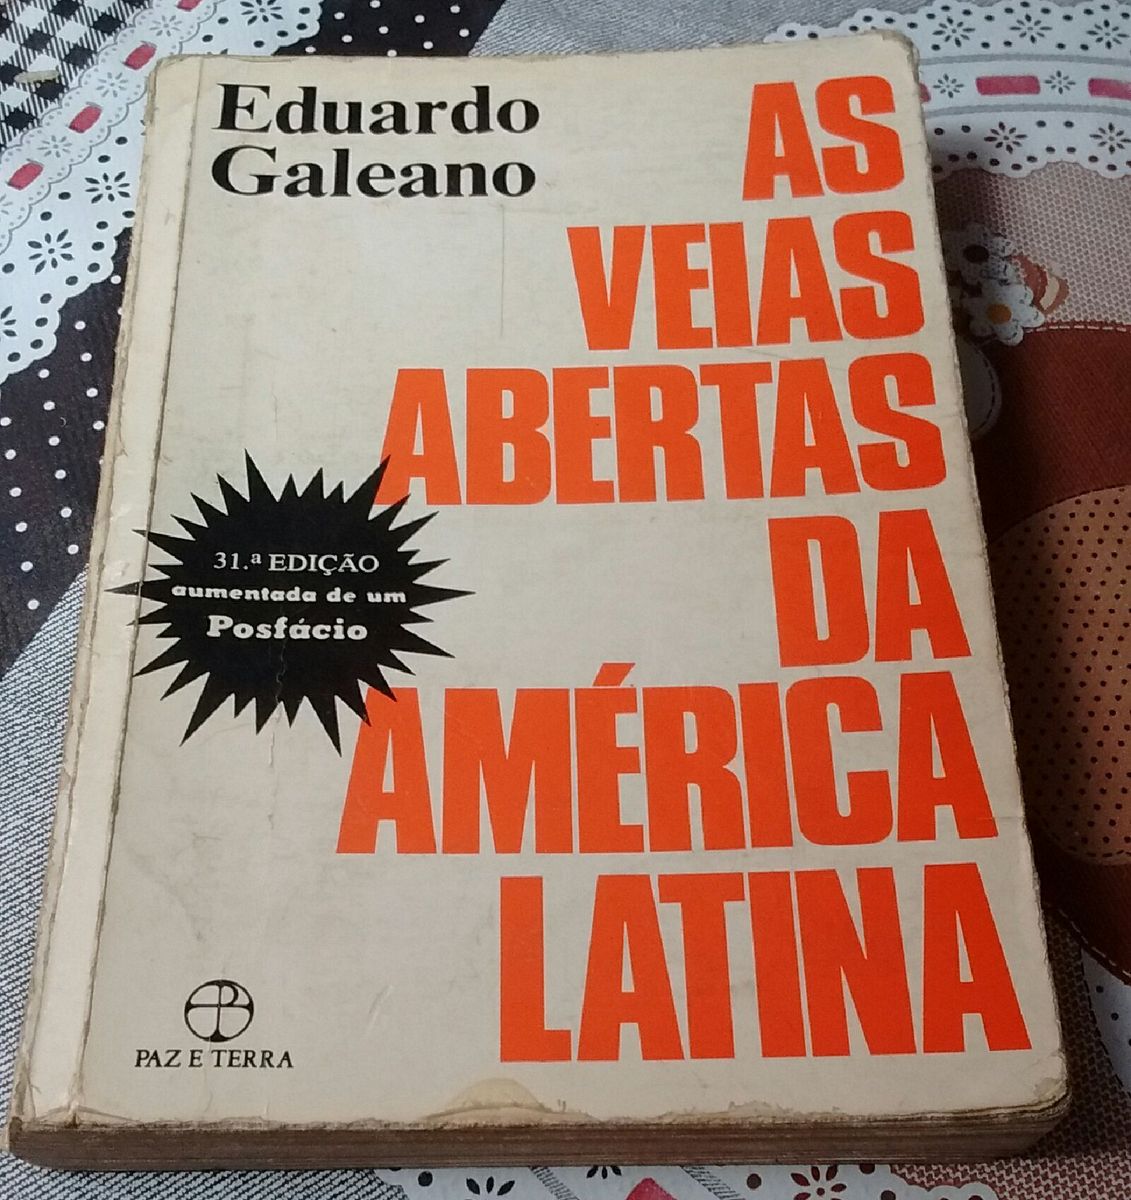 Eduardo
Galeano
AS
VEIAS
ABERTAS
DA
AMÉRICA
LATINA
31.ª EDIÇÃO
aumentada de um
Posfácio
PAZ E TERRA